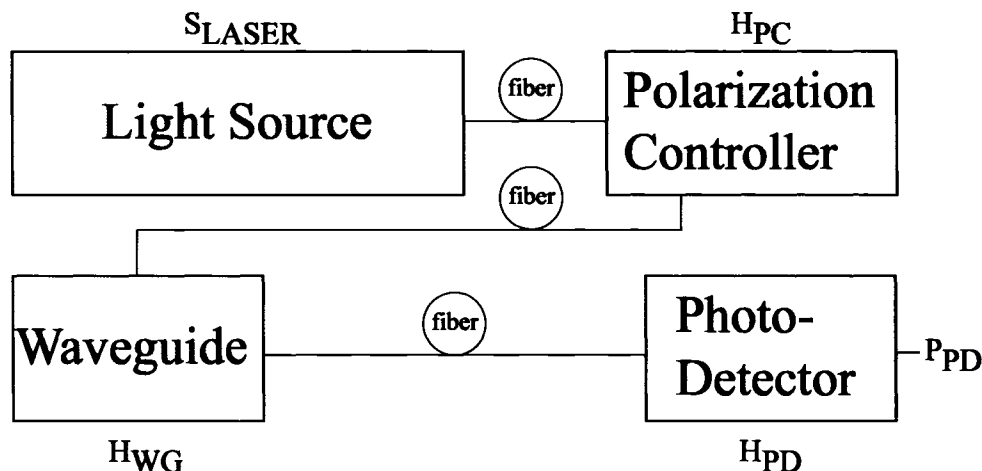 SLASER
HPC
Light Source
fiber
Polarization
Controller
fiber
Waveguide
fiber
Photo-
Detector
PPD
HWG
HPD